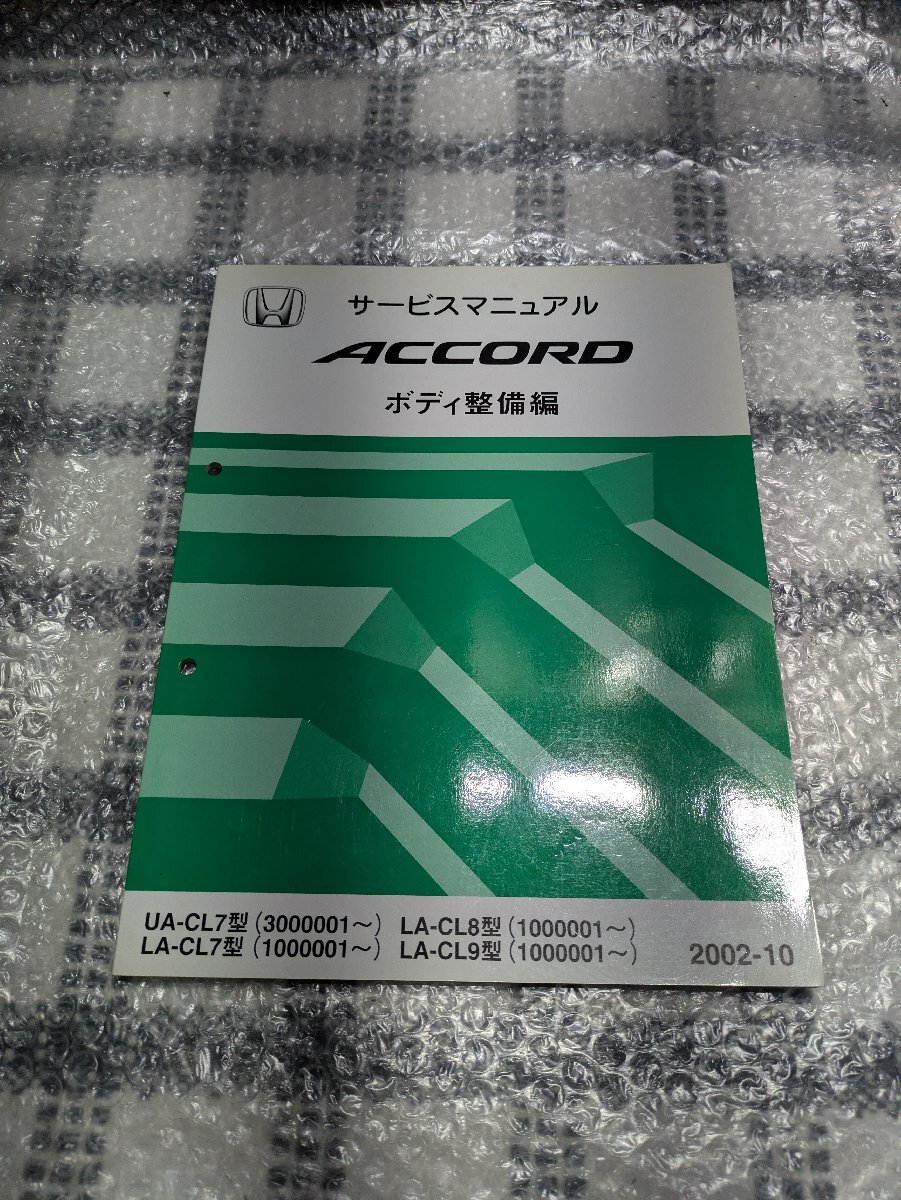 サービスマニュアル
ACCORD
ボディ整備編
UA-CL7型 (3000001～) LA-CL8型 (1000001～)
LA-CL7型 (1000001～) LA-CL9型 (1000001～) 2002-10